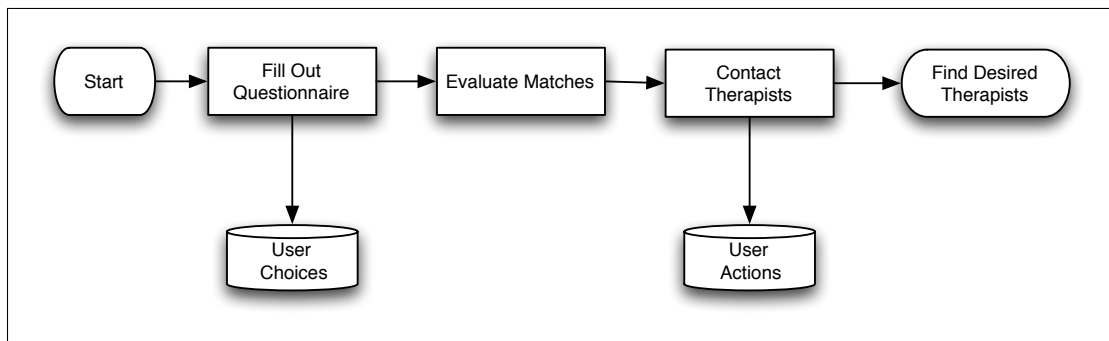 Start
Fill Out
Questionnaire
Evaluate Matches
Contact
Therapists
Find Desired
Therapists
User
Choices
User
Actions